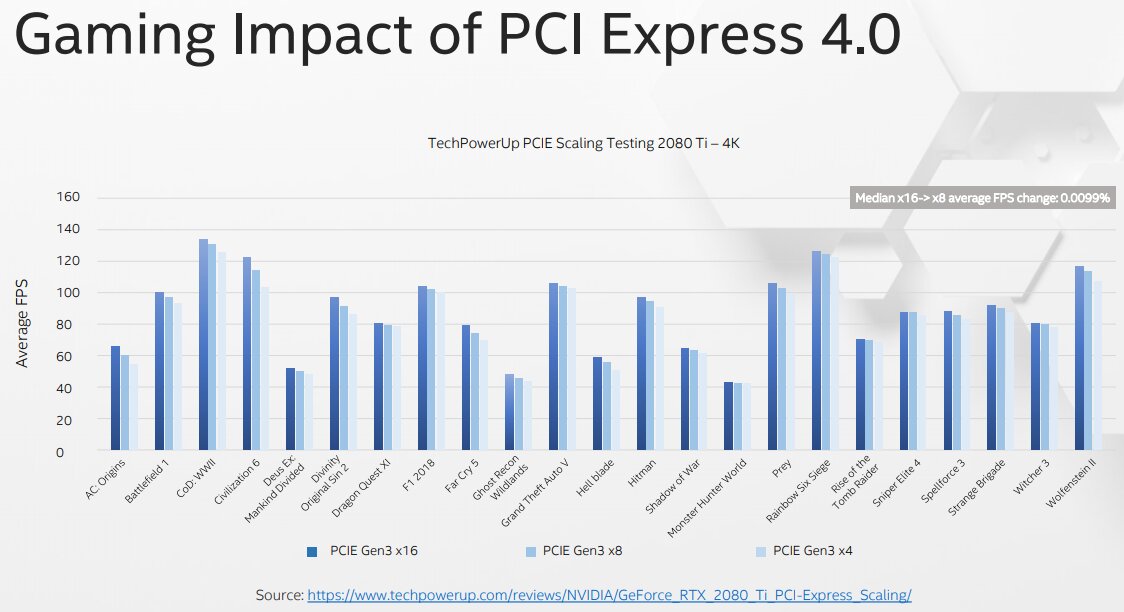 Gaming Impact of PCI Express 4.0
TechPowerUp PCIE Scaling Testing 2080 Ti – 4K
Median x16-> x8 average FPS change: 0.0099%
Average FPS
160
140
120
100
80
60
40
20
0
AC: Origins
Battlefield 1
CoD: WWII
Civilization 6
Deus Ex:
Mankind Divided
Divinity
Original Sin 2
Dragon Quest XI
F1 2018
Far Cry 5
Ghost Recon
Wildlands
Grand Theft Auto V
Hell blade
Hitman
Shadow of War
Monster Hunter World
Prey
Rainbow Six Siege
Rise of the
Tomb Raider
Sniper Elite 4
Spellforce 3
Strange Brigade
Witcher 3
Wolfenstein II
PCIE Gen3 x16
PCIE Gen3 x8
PCIE Gen3 x4
Source: https://www.techpowerup.com/reviews/NVIDIA/GeForce_RTX_2080_Ti_PCI-Express_Scaling/